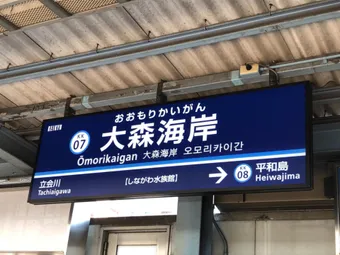 KEIKYU
おおもりかいがん
KK
07
大森海岸
Ōmorikaigan 大森海岸 오모리카이간
立会川
Tachiaigawa
[しながわ水族館]
→
KK
08
平和島
Heiwajima